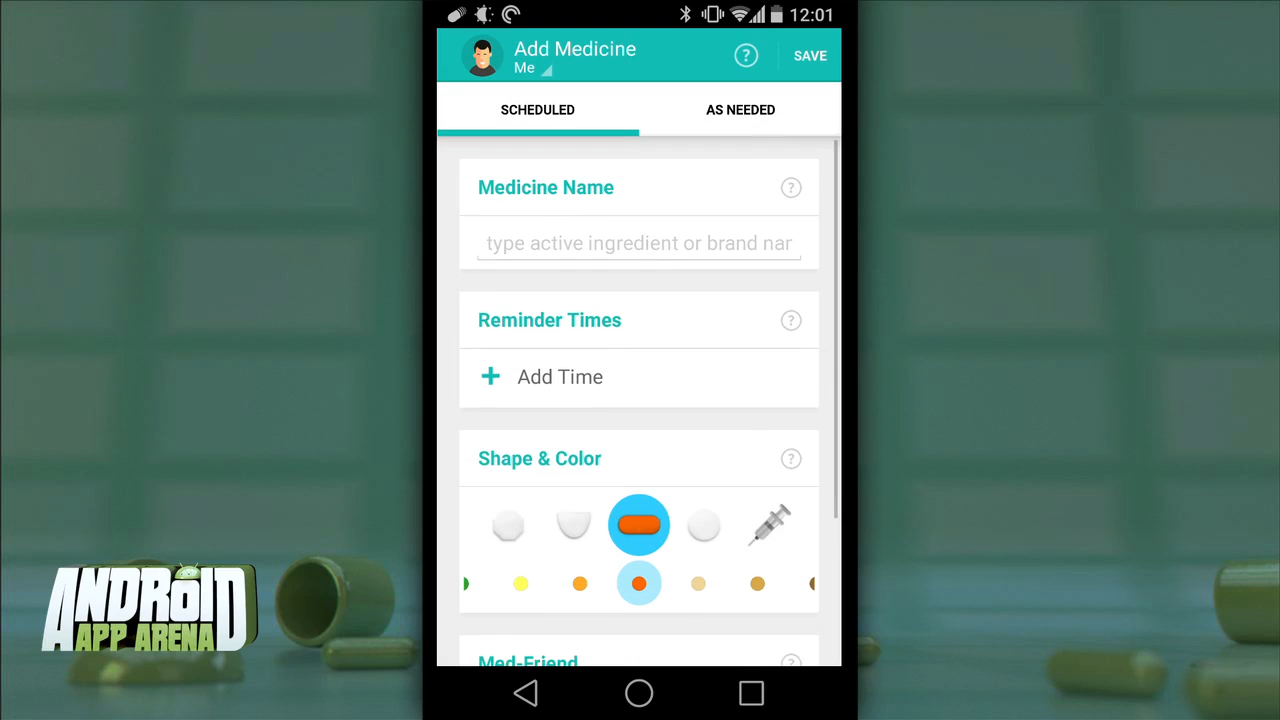 12:01
Add Medicine
Me
?
SAVE
SCHEDULED
AS NEEDED
Medicine Name
?
type active ingredient or brand nar
Reminder Times
?
+ Add Time
Shape & Color
?
Med-Friend
?
ANDROID
APP ARENA